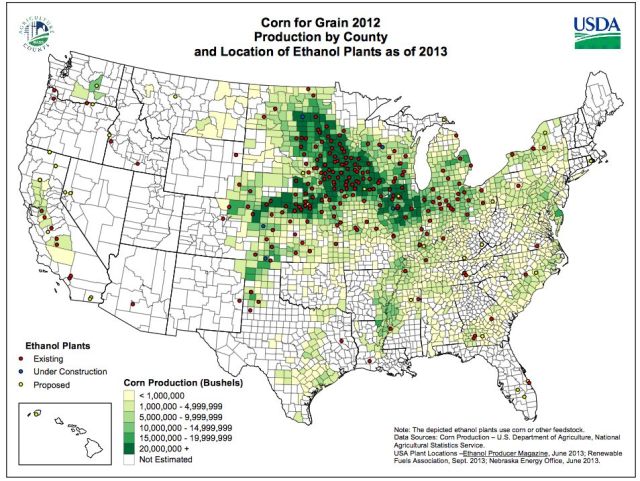 Corn for Grain 2012
Production by County
and Location of Ethanol Plants as of 2013
AGRICULTURE
COUNTS
USDA
Ethanol Plants
Existing
Under Construction
Proposed
Corn Production (Bushels)
< 1,000,000
1,000,000 - 4,999,999
5,000,000 - 9,999,999
10,000,000 - 14,999,999
15,000,000 - 19,999,999
20,000,000 +
Not Estimated
Note: The depicted ethanol plants use corn or other feedstock.
Data Sources: Corn Production – U.S. Department of Agriculture, National
Agricultural Statistics Service.
USA Plant Locations –Ethanol Producer Magazine, June 2013; Renewable
Fuels Association, Sept. 2013; Nebraska Energy Office, June 2013.